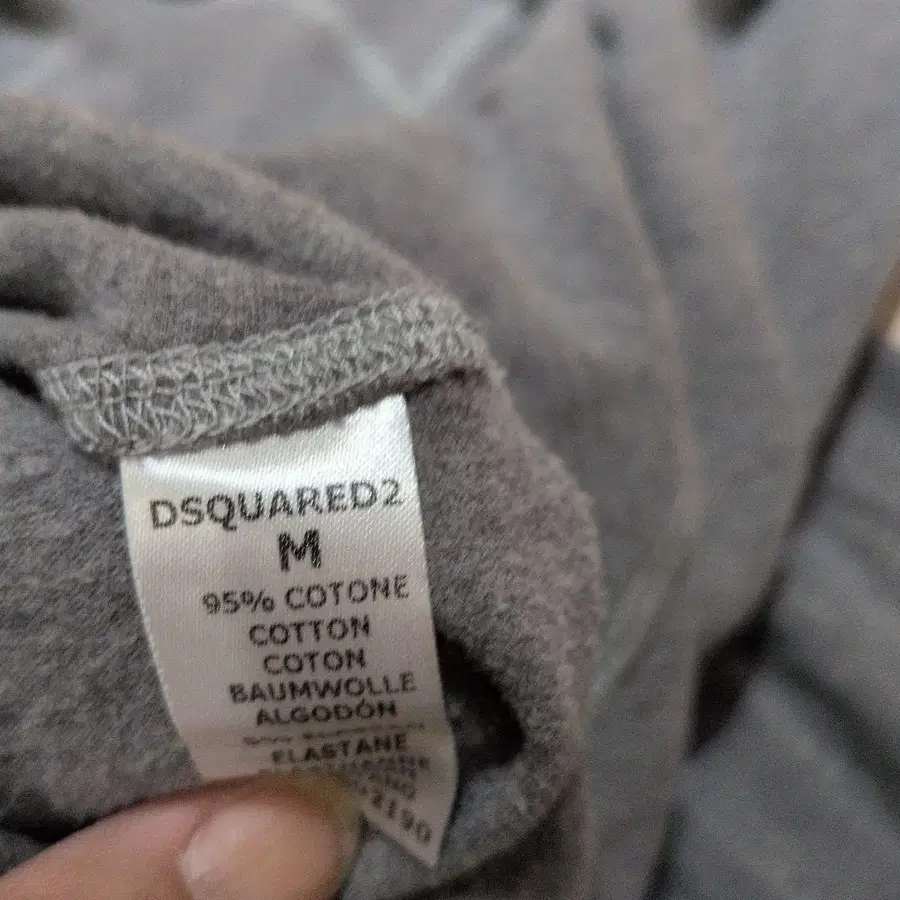 DSQUARED2
M
95% COTONE
COTTON
COTON
BAUMWOLLE
ALGODÓN
ELASTANE